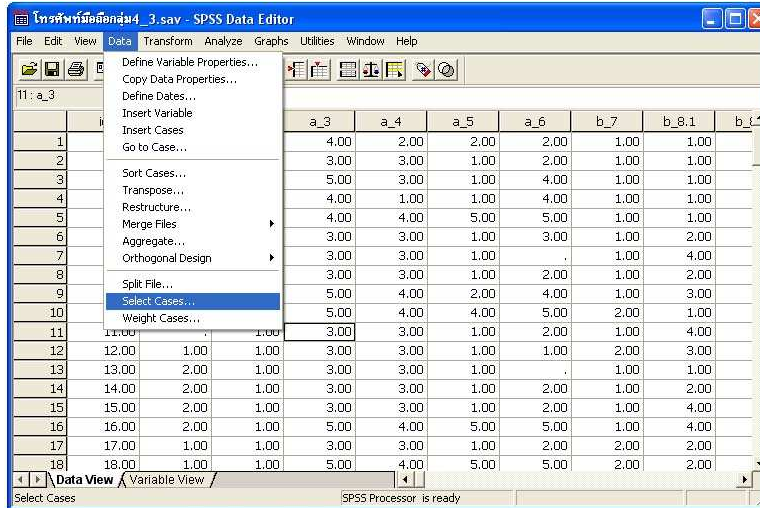 โทรศัพท์มือถือกลุ่ม4_3.sav - SPSS Data Editor
File Edit View Data Transform Analyze Graphs Utilities Window Help
Define Variable Properties...
Copy Data Properties...
Define Dates...
Insert Variable
Insert Cases
Go to Case...
Sort Cases...
Transpose...
Restructure...
Merge Files
Aggregate...
Orthogonal Design
Split File...
Select Cases...
Weight Cases...
11 : a_3
a_3 a_4 a_5 a_6 b_7 b_8.1
1 4.00 2.00 2.00 2.00 1.00 1.00
2 3.00 3.00 1.00 2.00 1.00 1.00
3 5.00 3.00 1.00 4.00 1.00 1.00
4 4.00 1.00 1.00 4.00 1.00 1.00
5 4.00 4.00 5.00 5.00 1.00 1.00
6 3.00 3.00 1.00 3.00 1.00 2.00
7 3.00 3.00 1.00 . 1.00 4.00
8 3.00 3.00 1.00 2.00 1.00 2.00
9 5.00 4.00 2.00 4.00 1.00 3.00
10 5.00 4.00 4.00 5.00 2.00 1.00
11 11.00 . 1.00 3.00 3.00 1.00 2.00 1.00 4.00
12 12.00 1.00 1.00 3.00 3.00 1.00 1.00 2.00 3.00
13 13.00 2.00 1.00 3.00 3.00 1.00 . 1.00 1.00
14 14.00 2.00 1.00 3.00 3.00 1.00 2.00 1.00 2.00
15 15.00 2.00 1.00 3.00 3.00 1.00 2.00 1.00 4.00
16 16.00 2.00 1.00 3.00 4.00 5.00 5.00 1.00 4.00
17 17.00 1.00 1.00 3.00 3.00 1.00 2.00 2.00 2.00
18 18.00 1.00 1.00 5.00 4.00 5.00 5.00 2.00 2.00
Data View Variable View
Select Cases SPSS Processor is ready